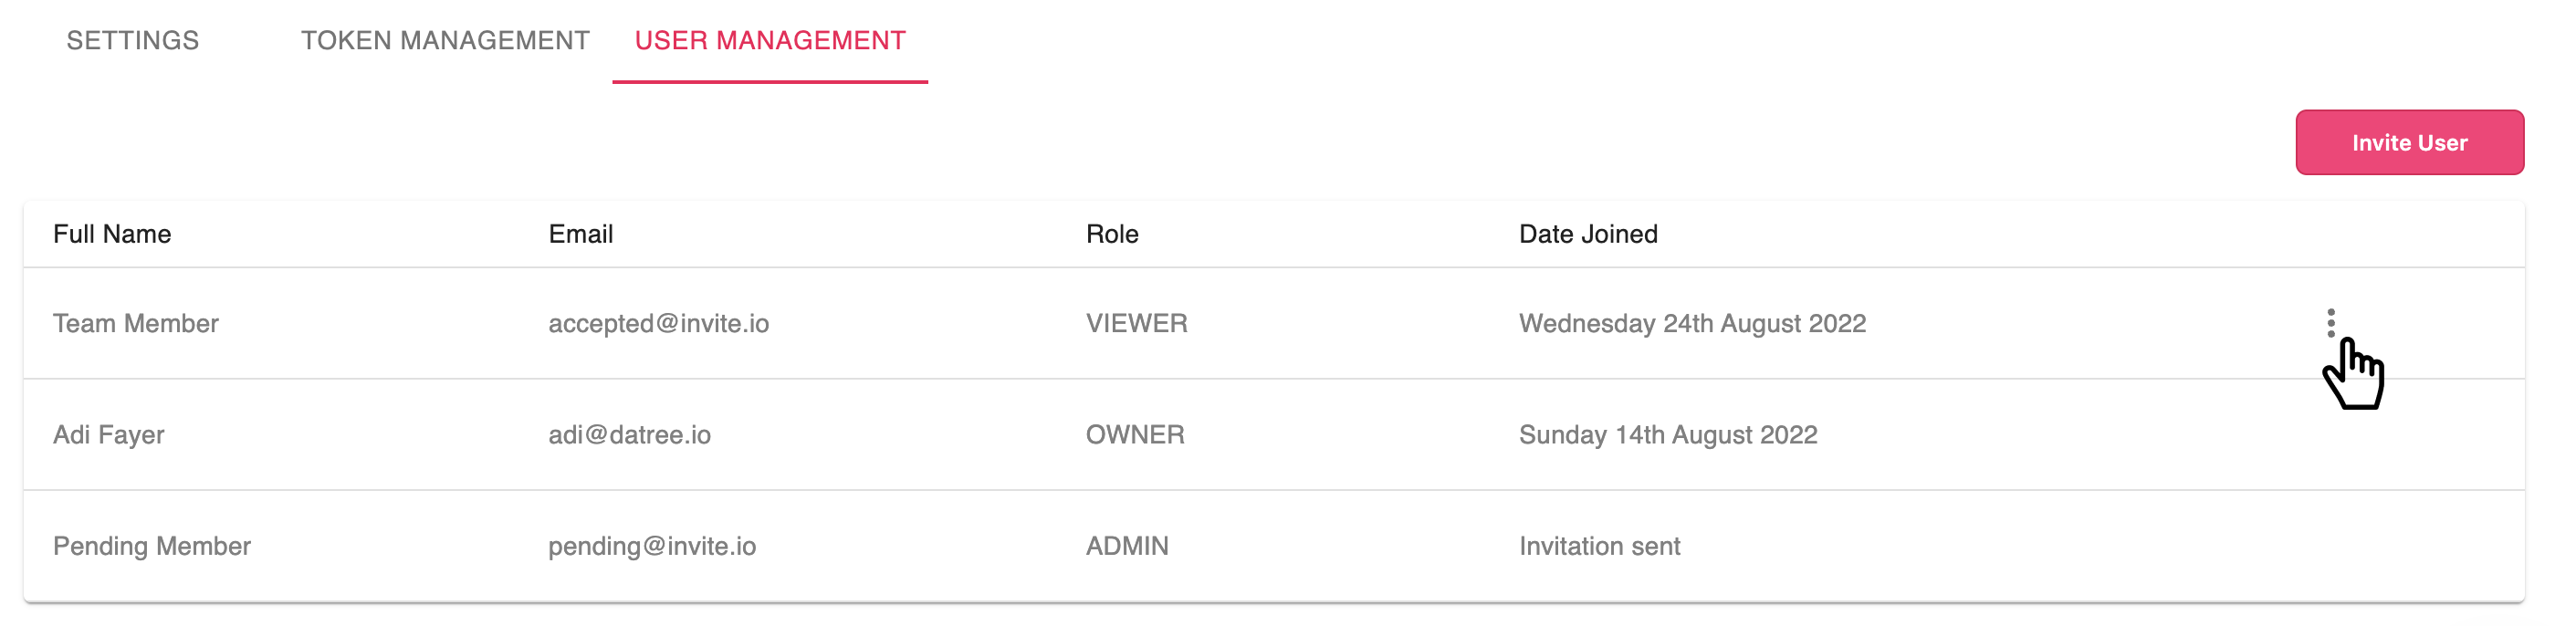 SETTINGS TOKEN MANAGEMENT USER MANAGEMENT
Invite User
Full Name Email Role Date Joined
Team Member accepted@invite.io VIEWER Wednesday 24th August 2022
Adi Fayer adi@datree.io OWNER Sunday 14th August 2022
Pending Member pending@invite.io ADMIN Invitation sent